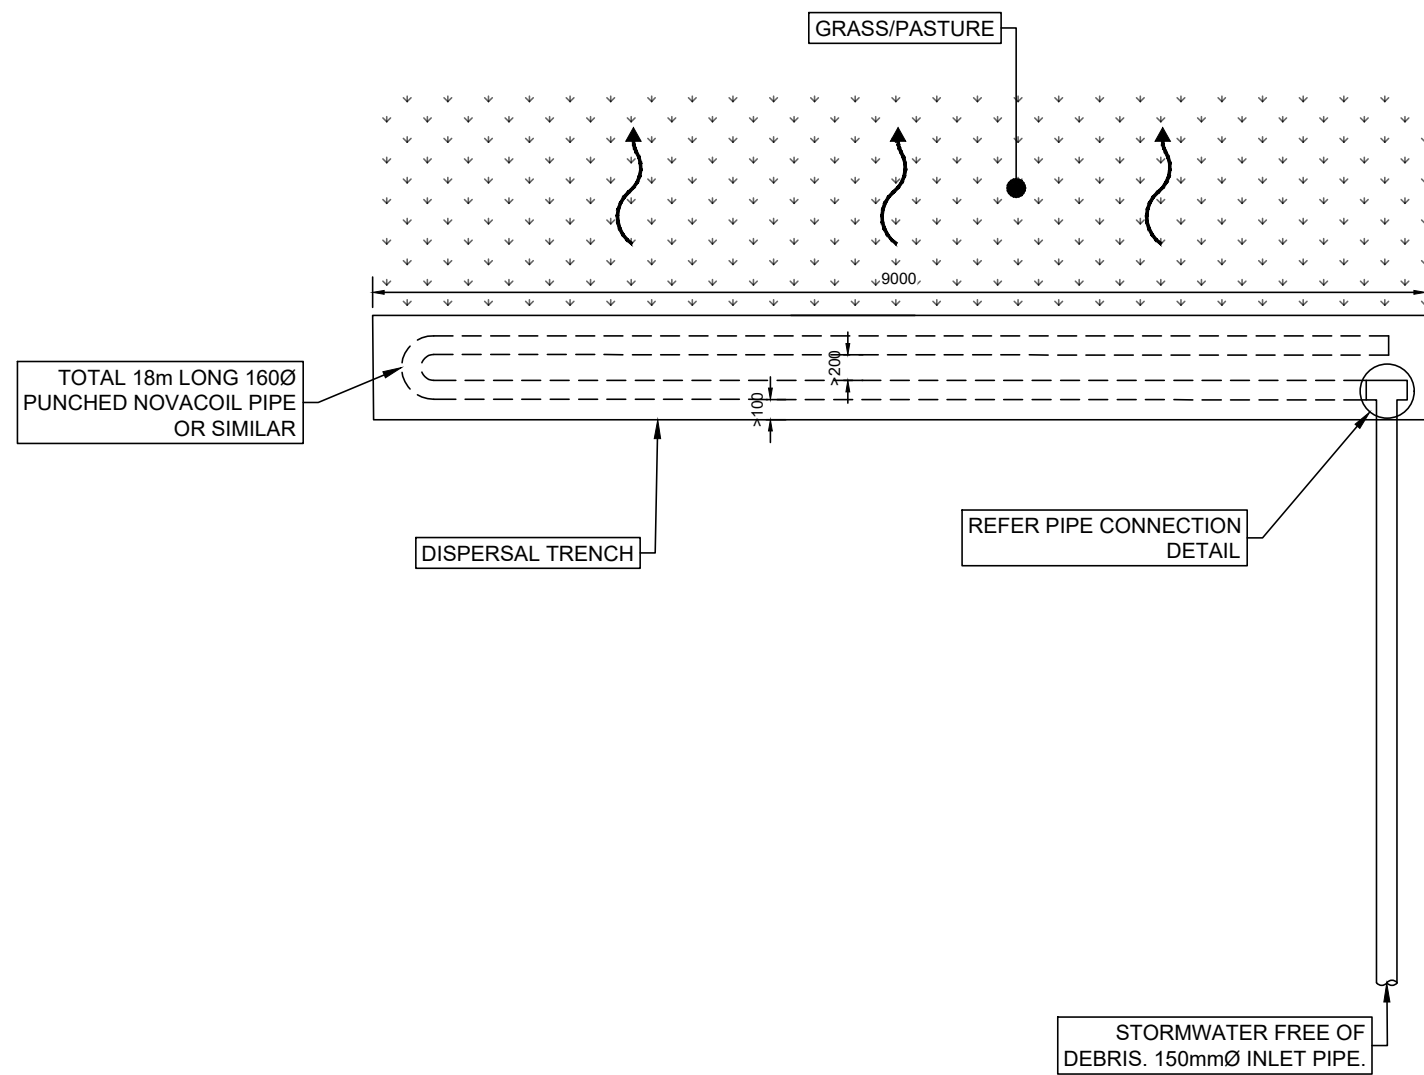 GRASS/PASTURE
9000
>200
>100
TOTAL 18m LONG 160Ø
PUNCHED NOVACOIL PIPE
OR SIMILAR
DISPERSAL TRENCH
REFER PIPE CONNECTION
DETAIL
STORMWATER FREE OF
DEBRIS. 150mmØ INLET PIPE.